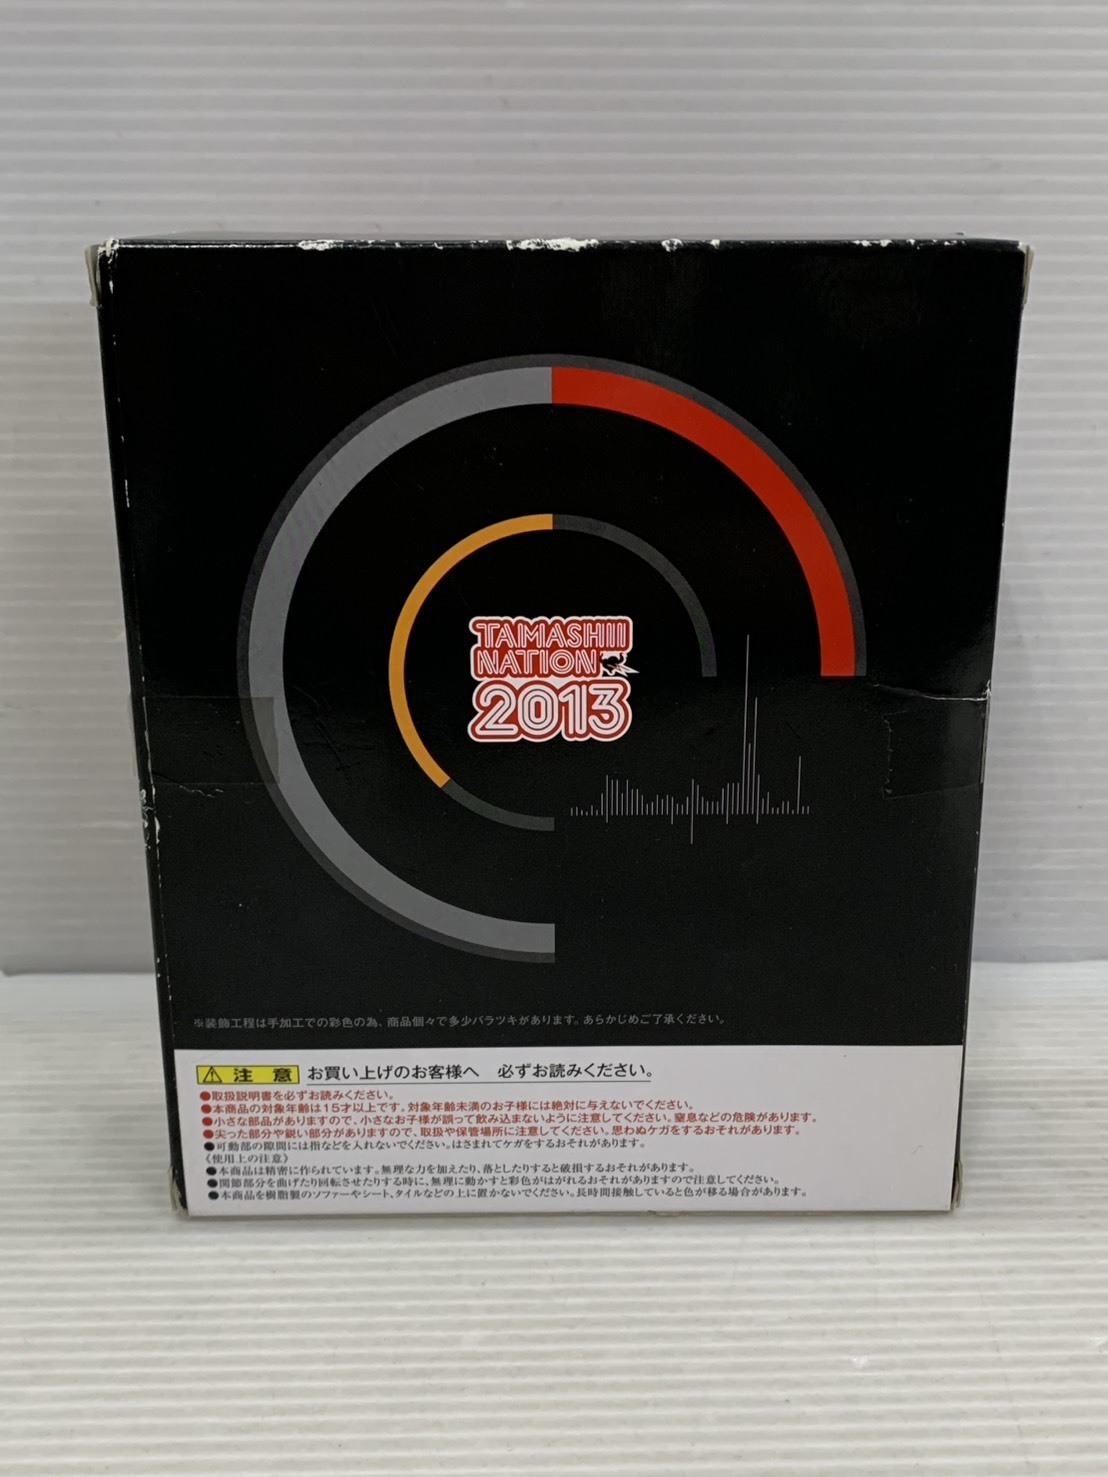 TAMASHII
NATION
2013
※装飾工程は手加工での彩色の為、商品個々で多少バラツキがあります。あらかじめご了承ください。
注 意 お買い上げのお客様へ 必ずお読みください。
●取扱説明書を必ずお読みください。
●本商品の対象年齢は15才以上です。対象年齢未満のお子様には絶対に与えないでください。
●小さな部品がありますので、小さなお子様が誤って飲み込まないように注意してください。窒息などの危険があります。
●尖った部分や鋭い部分がありますので、取扱や保管場所に注意してください。思わぬケガをするおそれがあります。
●可動部の隙間には指などを入れないでください。はさまれてケガをするおそれがあります。
〈使用上の注意〉
●本商品は精密に作られています。無理な力を加えたり、落としたりすると破損するおそれがあります。
●関節部分を曲げたり回転させたりする時に、無理に動かすと彩色がはがれるおそれがありますので注意してください。
●本商品を樹脂製のソファーやシート、タイルなどの上に置かないでください。長時間接触していると色が移る場合があります。